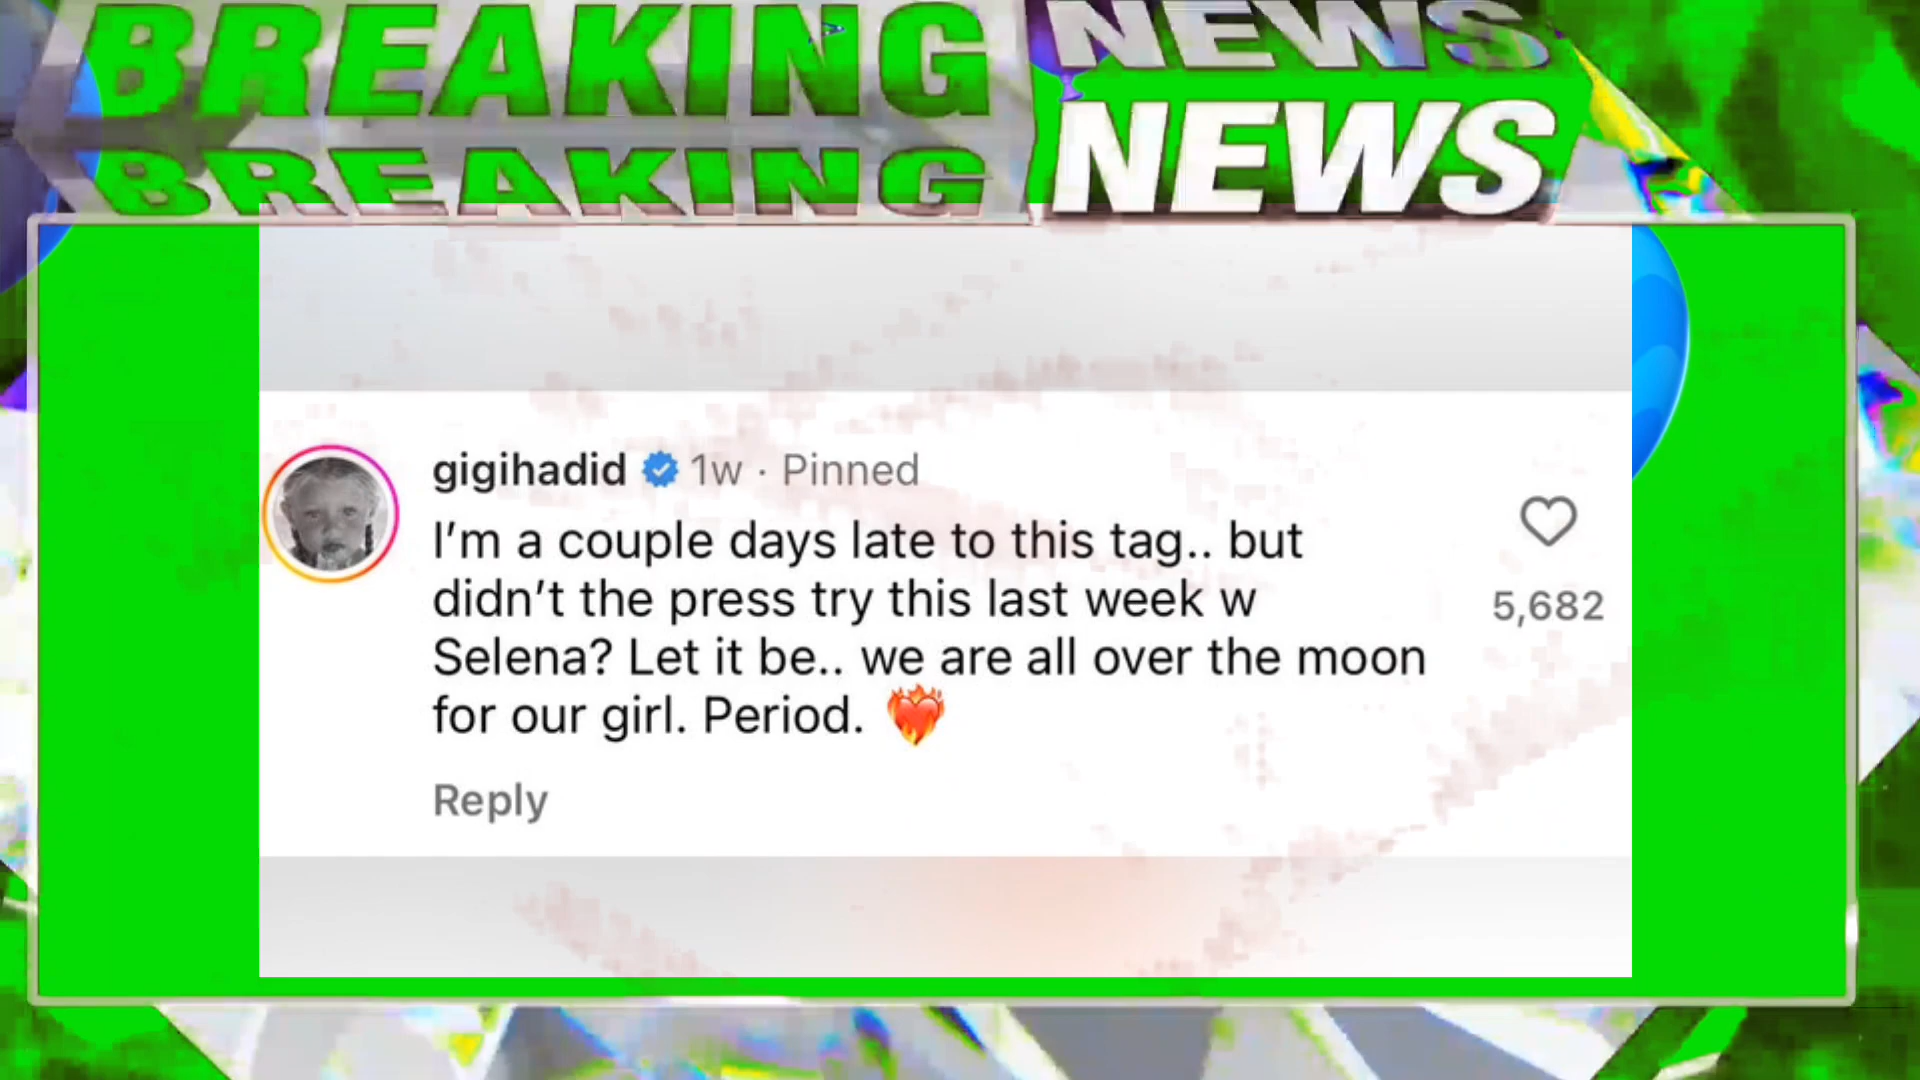 BREAKING NEWS
BREAKING NEWS
gigihadid 1w · Pinned
I'm a couple days late to this tag.. but
didn't the press try this last week w
Selena? Let it be.. we are all over the moon
for our girl. Period. ❤️‍🔥
5,682
Reply